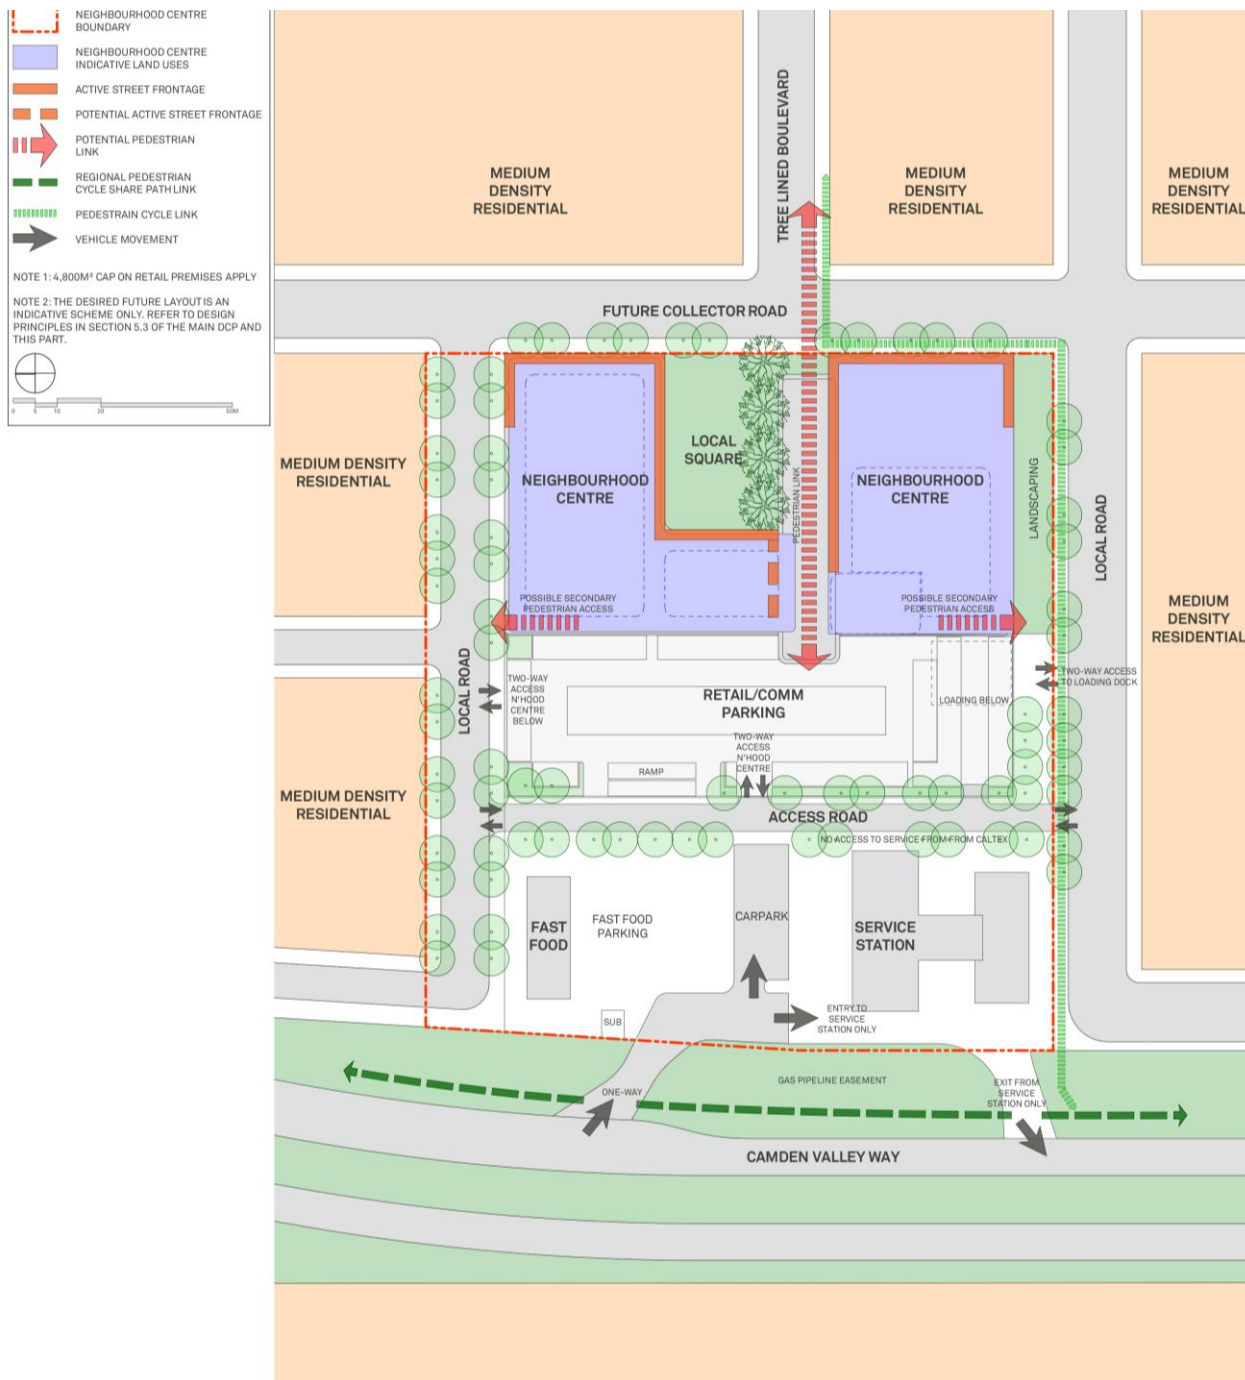 NEIGHBOURHOOD CENTRE
BOUNDARY
NEIGHBOURHOOD CENTRE
INDICATIVE LAND USES
ACTIVE STREET FRONTAGE
POTENTIAL ACTIVE STREET FRONTAGE
POTENTIAL PEDESTRIAN
LINK
REGIONAL PEDESTRIAN
CYCLE SHARE PATH LINK
PEDESTRAIN CYCLE LINK
VEHICLE MOVEMENT
NOTE 1: 4,800M² CAP ON RETAIL PREMISES APPLY
NOTE 2: THE DESIRED FUTURE LAYOUT IS AN
INDICATIVE SCHEME ONLY. REFER TO DESIGN
PRINCIPLES IN SECTION 5.3 OF THE MAIN DCP AND
THIS PART.
0 5 10 20 50M
TREE LINED BOULEVARD
MEDIUM
DENSITY
RESIDENTIAL
MEDIUM
DENSITY
RESIDENTIAL
MEDIUM
DENSITY
RESIDENTIAL
FUTURE COLLECTOR ROAD
MEDIUM DENSITY
RESIDENTIAL
NEIGHBOURHOOD
CENTRE
LOCAL
SQUARE
PEDESTRIAN LINK
NEIGHBOURHOOD
CENTRE
LANDSCAPING
LOCAL ROAD
MEDIUM
DENSITY
RESIDENTIAL
POSSIBLE SECONDARY
PEDESTRIAN ACCESS
POSSIBLE SECONDARY
PEDESTRIAN ACCESS
LOCAL ROAD
TWO-WAY
ACCESS
N'HOOD
CENTRE
BELOW
RETAIL/COMM
PARKING
LOADING BELOW
TWO-WAY ACCESS
TO LOADING DOCK
TWO-WAY
ACCESS
N'HOOD
CENTRE
RAMP
MEDIUM DENSITY
RESIDENTIAL
ACCESS ROAD
NO ACCESS TO SERVICE FROM FROM CALTEX
FAST
FOOD
FAST FOOD
PARKING
CARPARK
SERVICE
STATION
SUB
ENTRY TO
SERVICE
STATION ONLY
ONE-WAY
GAS PIPELINE EASEMENT
EXIT FROM
SERVICE
STATION ONLY
CAMDEN VALLEY WAY